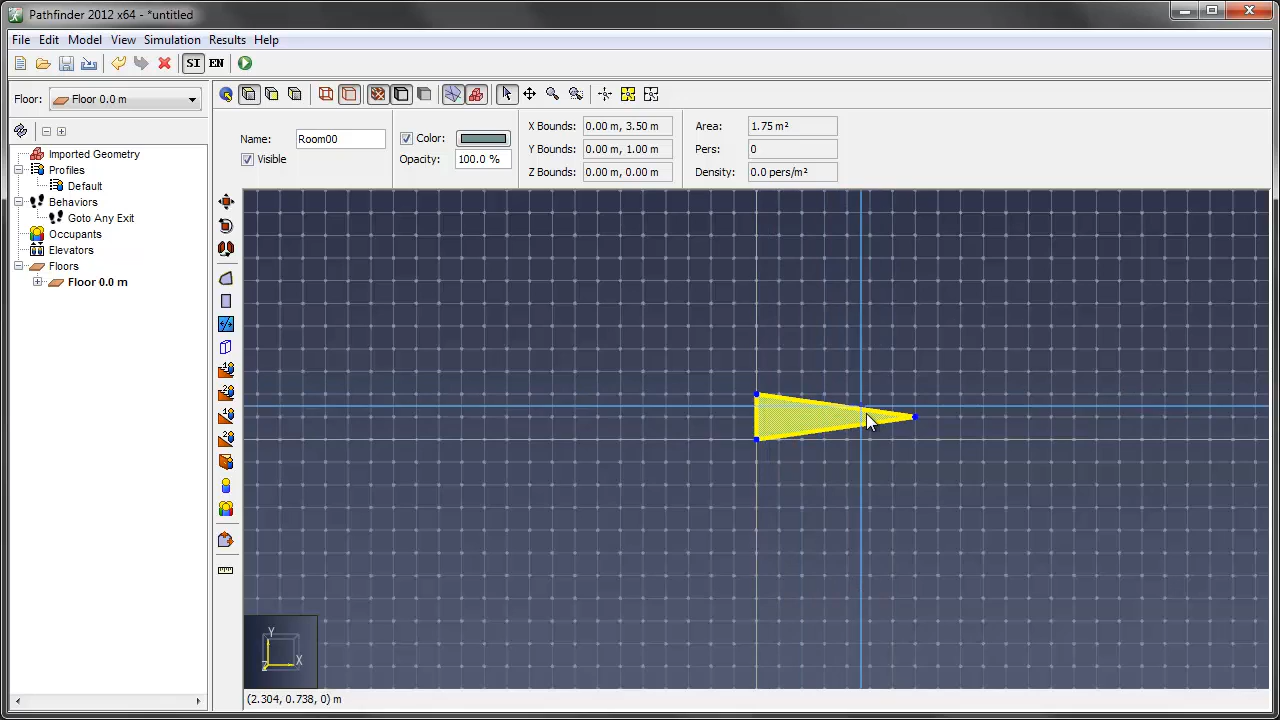 Pathfinder 2012 x64 - *untitled
File Edit Model View Simulation Results Help
SI EN
Floor: Floor 0.0 m
Name: Room00
Visible
Color:
Opacity: 100.0 %
X Bounds: 0.00 m, 3.50 m
Y Bounds: 0.00 m, 1.00 m
Z Bounds: 0.00 m, 0.00 m
Area: 1.75 m²
Pers: 0
Density: 0.0 pers/m²
Imported Geometry
Profiles
Default
Behaviors
Goto Any Exit
Occupants
Elevators
Floors
Floor 0.0 m
Y
X
Z
(2.304, 0.738, 0) m